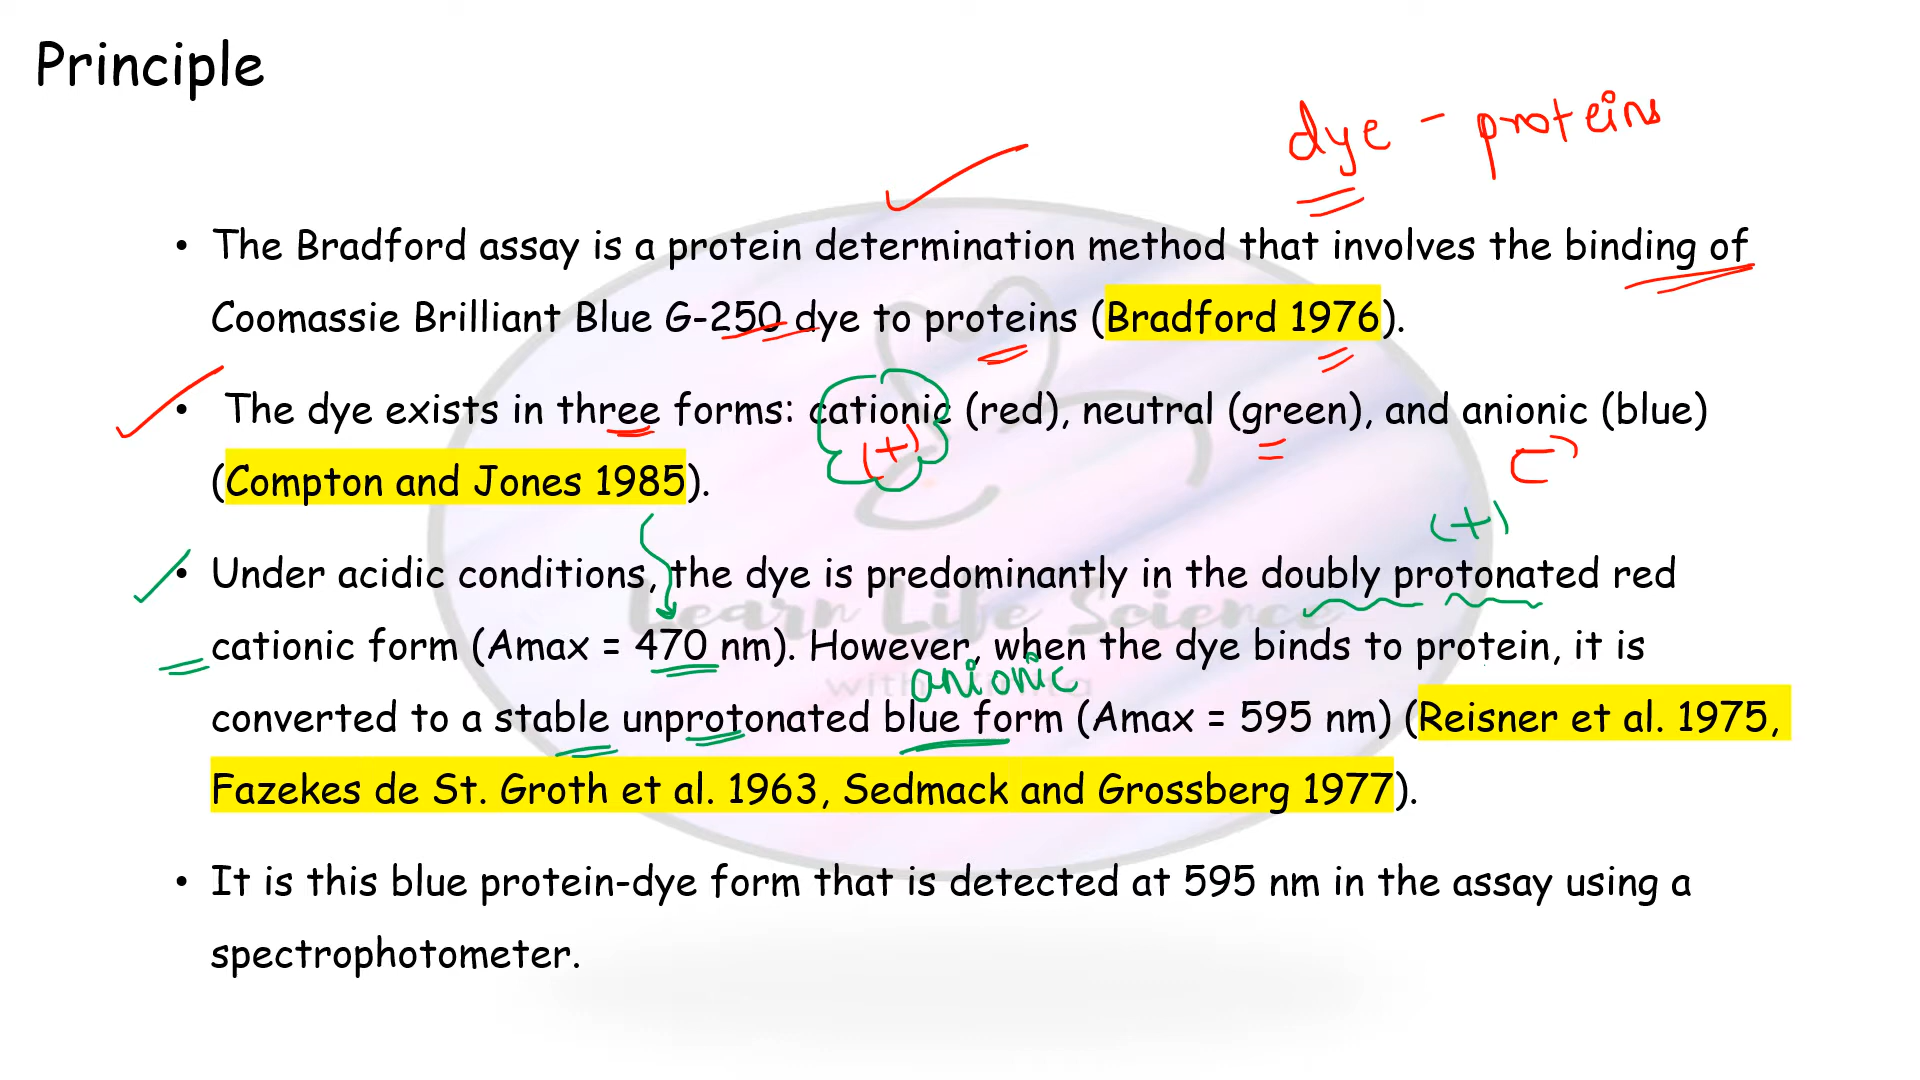 Principle
dye - proteins
• The Bradford assay is a protein determination method that involves the binding of
Coomassie Brilliant Blue G-250 dye to proteins (Bradford 1976).
• The dye exists in three forms: cationic (red), neutral (green), and anionic (blue)
(+)
(-)
(Compton and Jones 1985).
(+)
• Under acidic conditions, the dye is predominantly in the doubly protonated red
Learn Life Science
cationic form (Amax = 470 nm). However, when the dye binds to protein, it is
with
anionic
converted to a stable unprotonated blue form (Amax = 595 nm) (Reisner et al. 1975,
Fazekes de St. Groth et al. 1963, Sedmack and Grossberg 1977).
• It is this blue protein-dye form that is detected at 595 nm in the assay using a
spectrophotometer.